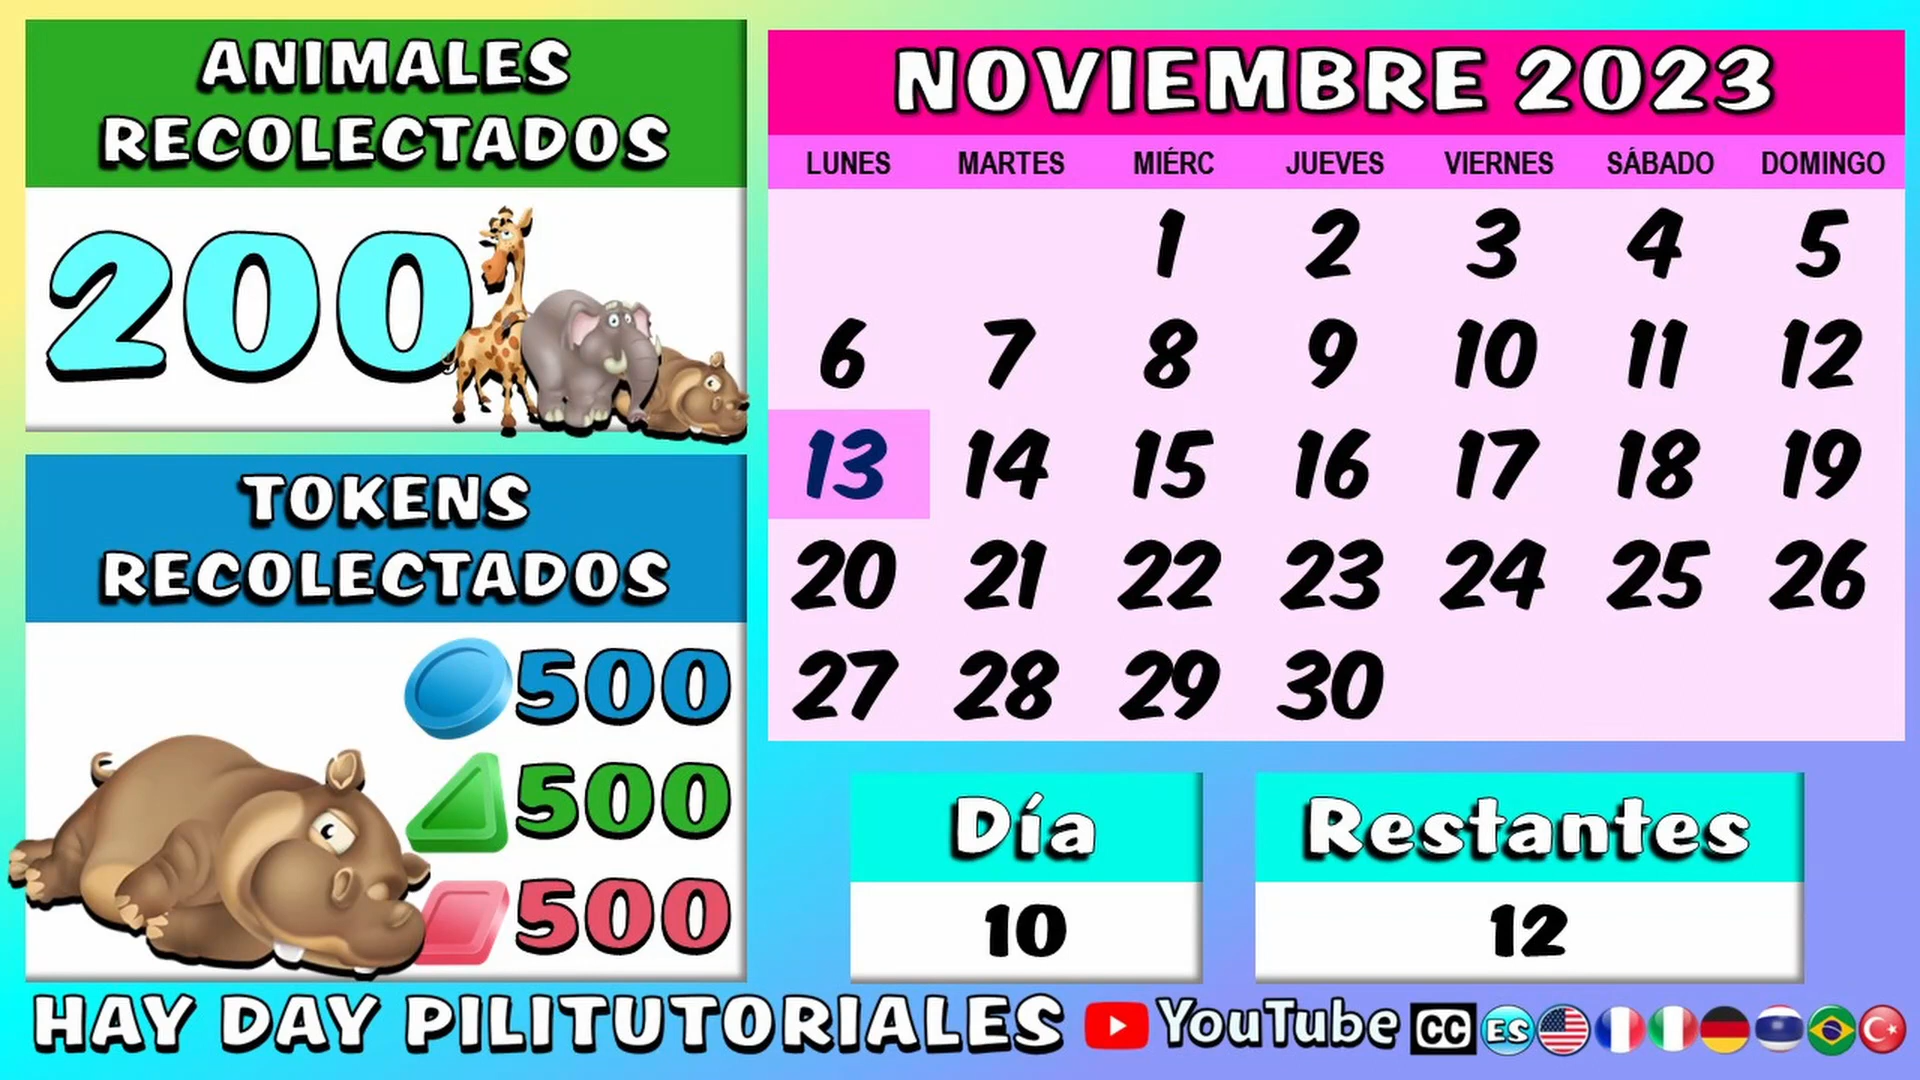 ANIMALES
RECOLECTADOS
200
TOKENS
RECOLECTADOS
500
500
500
NOVIEMBRE 2023
LUNES MARTES MIÉRC JUEVES VIERNES SÁBADO DOMINGO
1 2 3 4 5
6 7 8 9 10 11 12
13 14 15 16 17 18 19
20 21 22 23 24 25 26
27 28 29 30
Día
10
Restantes
12
HAY DAY PILITUTORIALES YouTube CC ES